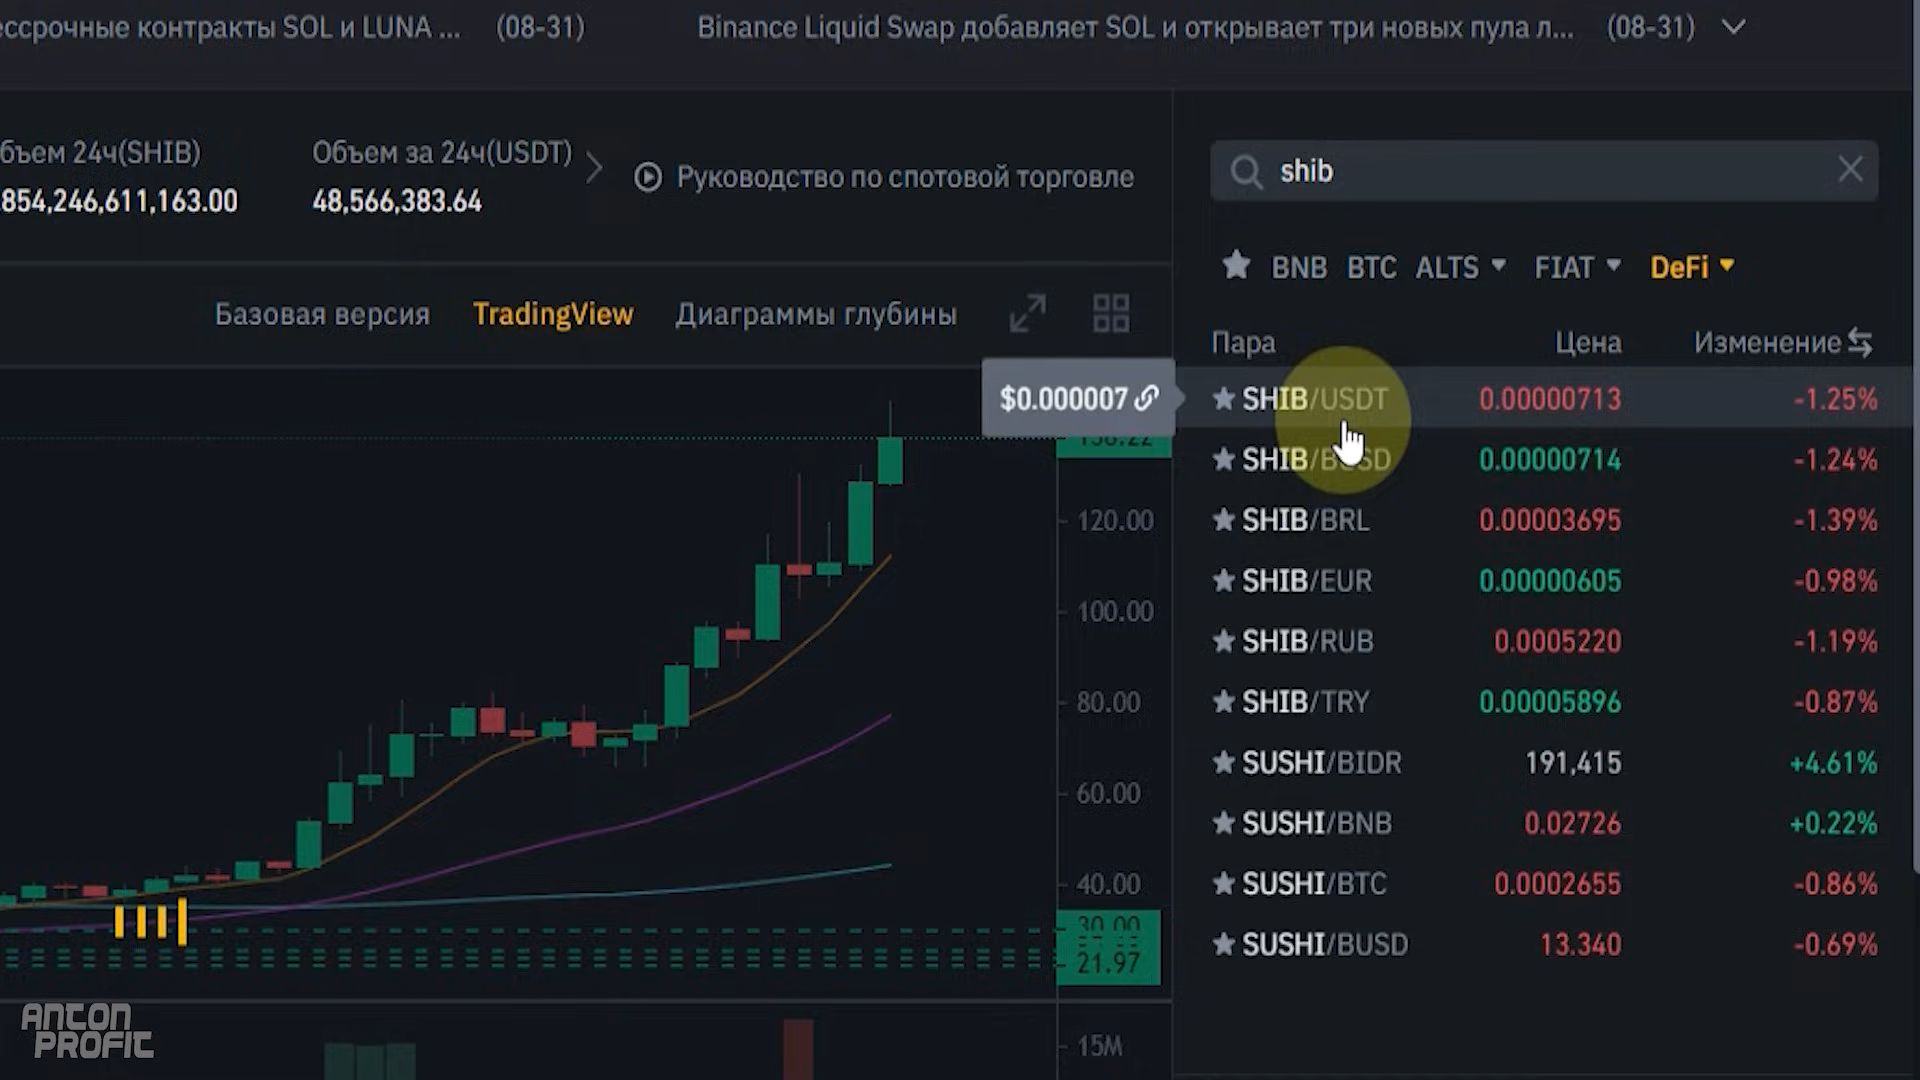 ессрочные контракты SOL и LUNA ... (08-31)
Binance Liquid Swap добавляет SOL и открывает три новых пула л... (08-31)
бъем 24ч(SHIB)
854,246,611,163.00
Объем за 24ч(USDT)
48,566,383.64
Руководство по спотовой торговле
Базовая версия TradingView Диаграммы глубины
$0.000007
120.00
100.00
80.00
60.00
40.00
30.00
21.97
15M
shib
BNB BTC ALTS FIAT DeFi
Пара Цена Изменение
SHIB/USDT 0.00000713 -1.25%
SHIB/BUSD 0.00000714 -1.24%
SHIB/BRL 0.00003695 -1.39%
SHIB/EUR 0.00000605 -0.98%
SHIB/RUB 0.0005220 -1.19%
SHIB/TRY 0.00005896 -0.87%
SUSHI/BIDR 191,415 +4.61%
SUSHI/BNB 0.02726 +0.22%
SUSHI/BTC 0.0002655 -0.86%
SUSHI/BUSD 13.340 -0.69%
ANTON
PROFIT